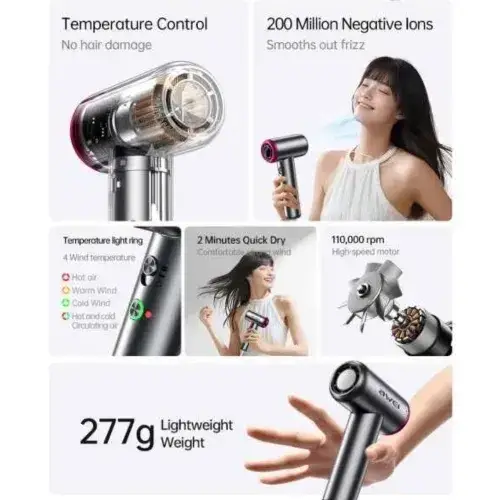 Temperature Control
No hair damage
200 Million Negative Ions
Smooths out frizz
Temperature light ring
4 Wind temperature
Hot air
Warm Wind
Cold Wind
Hot and cold
Circulating air
2 Minutes Quick Dry
Comfortable wind
110,000 rpm
High-speed motor
277g
Lightweight
Weight
awei